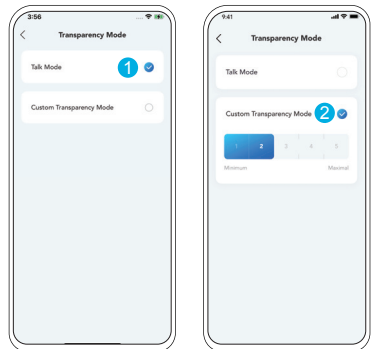 3:56
Transparency Mode
Talk Mode
1
Custom Transparency Mode
9:41
Transparency Mode
Talk Mode
Custom Transparency Mode
2
1 2 3 4 5
Minimum Maximal